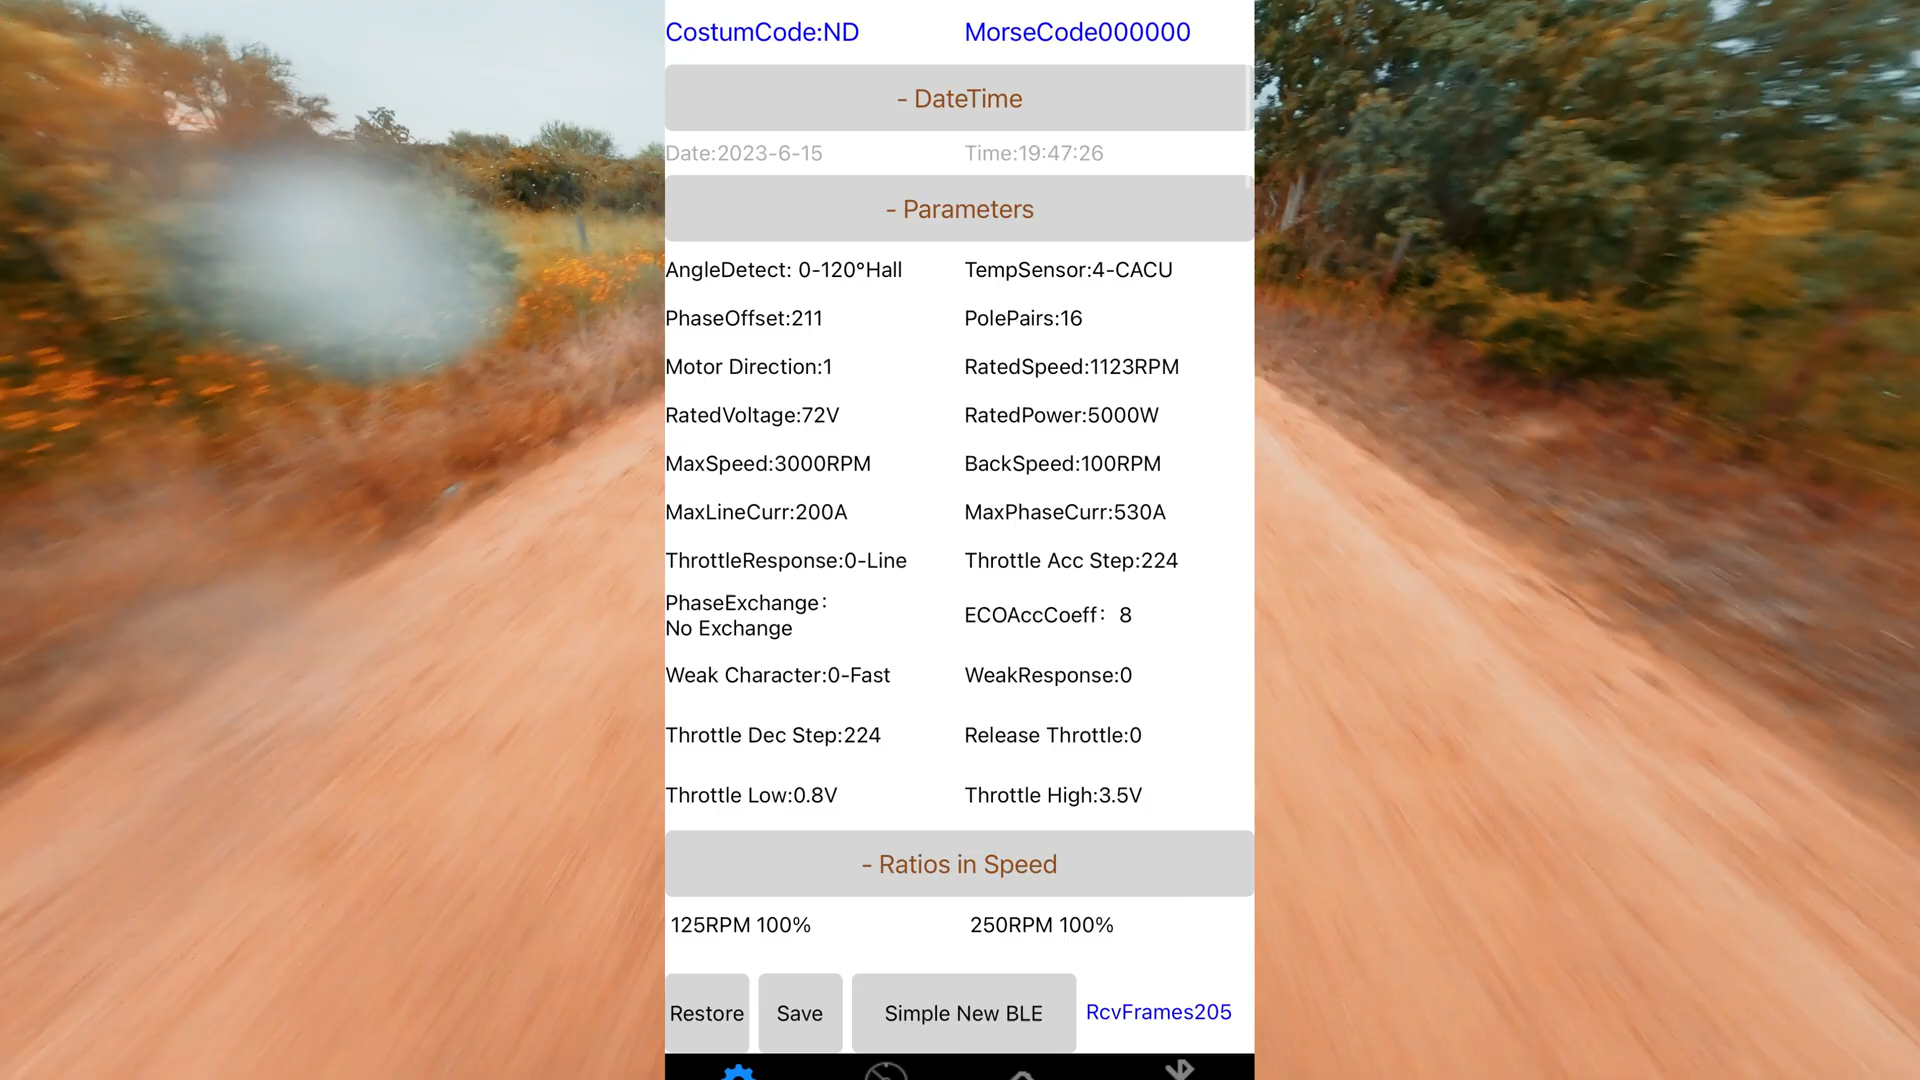 CostumCode:ND MorseCode000000
- DateTime
Date:2023-6-15 Time:19:47:26
- Parameters
AngleDetect: 0-120°Hall TempSensor:4-CACU
PhaseOffset:211 PolePairs:16
Motor Direction:1 RatedSpeed:1123RPM
RatedVoltage:72V RatedPower:5000W
MaxSpeed:3000RPM BackSpeed:100RPM
MaxLineCurr:200A MaxPhaseCurr:530A
ThrottleResponse:0-Line Throttle Acc Step:224
PhaseExchange：
No Exchange
ECOAccCoeff： 8
Weak Character:0-Fast WeakResponse:0
Throttle Dec Step:224 Release Throttle:0
Throttle Low:0.8V Throttle High:3.5V
- Ratios in Speed
125RPM 100% 250RPM 100%
Restore Save Simple New BLE RcvFrames205